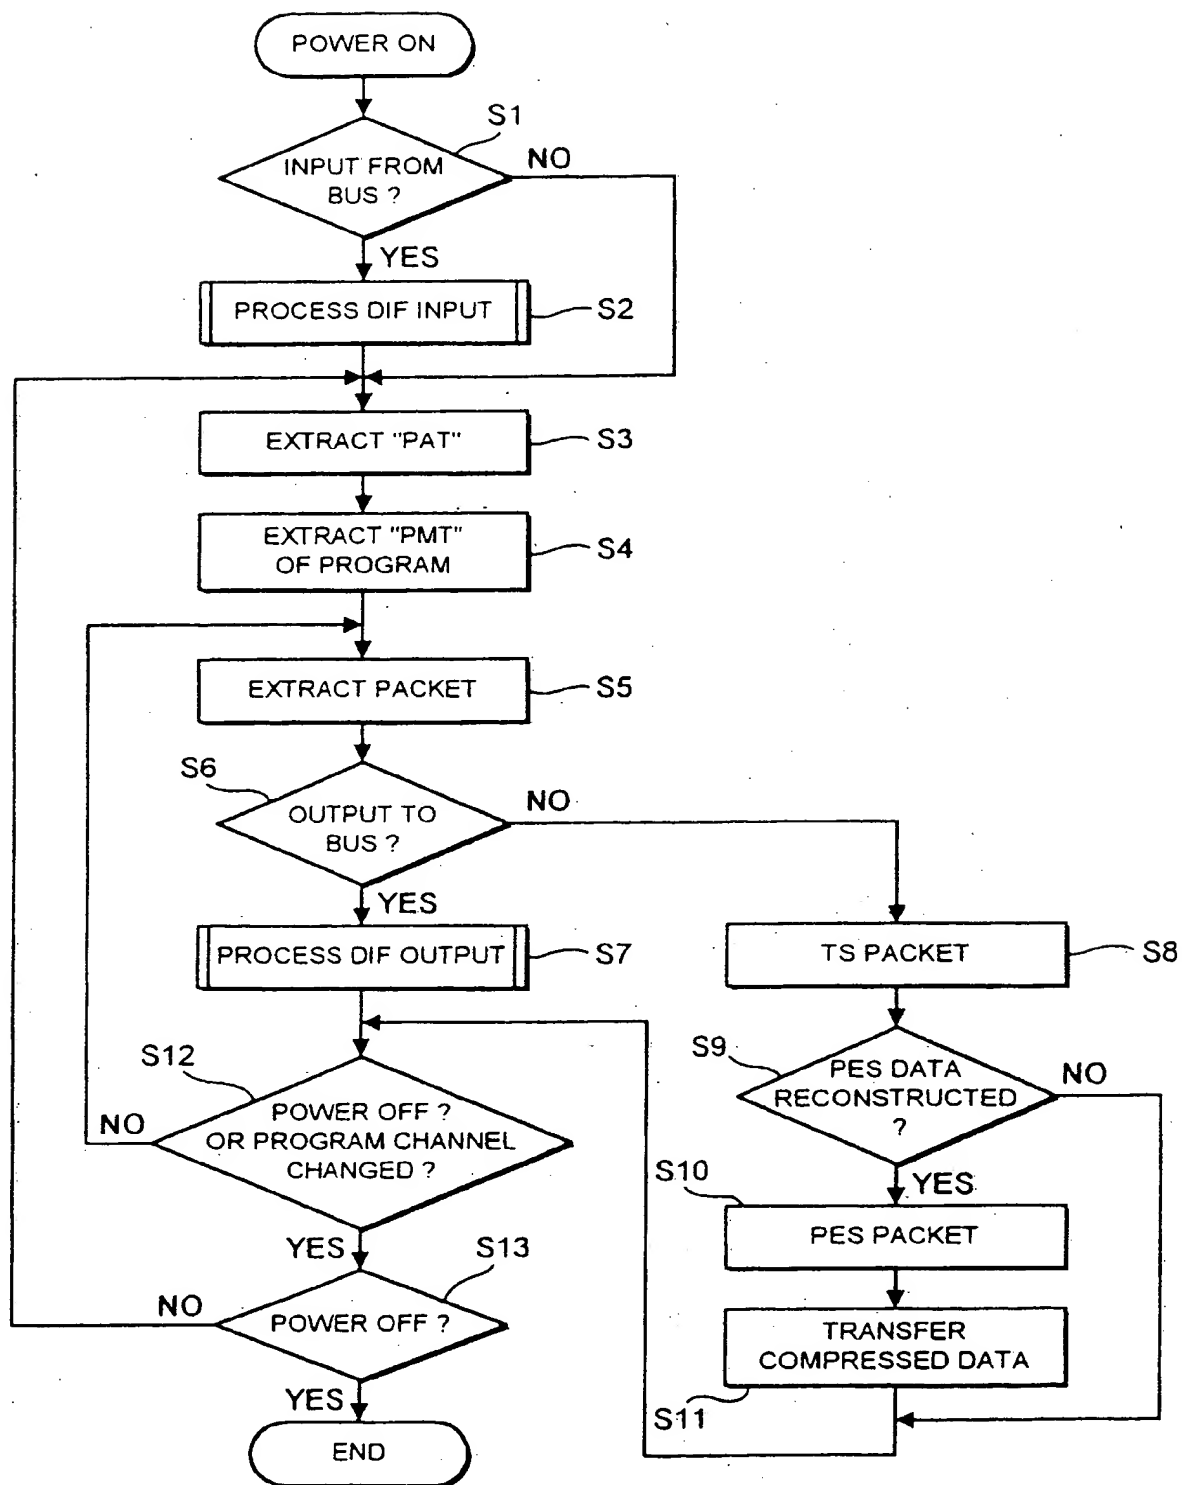 POWER ON
S1
INPUT FROM
BUS ?
NO
YES
PROCESS DIF INPUT
S2
EXTRACT "PAT"
S3
EXTRACT "PMT"
OF PROGRAM
S4
EXTRACT PACKET
S5
S6
OUTPUT TO
BUS ?
NO
YES
PROCESS DIF OUTPUT
S7
TS PACKET
S8
S9
PES DATA
RECONSTRUCTED
?
NO
YES
S10
PES PACKET
TRANSFER
COMPRESSED DATA
S11
S12
POWER OFF ?
OR PROGRAM CHANNEL
CHANGED ?
NO
YES
S13
POWER OFF ?
NO
YES
END